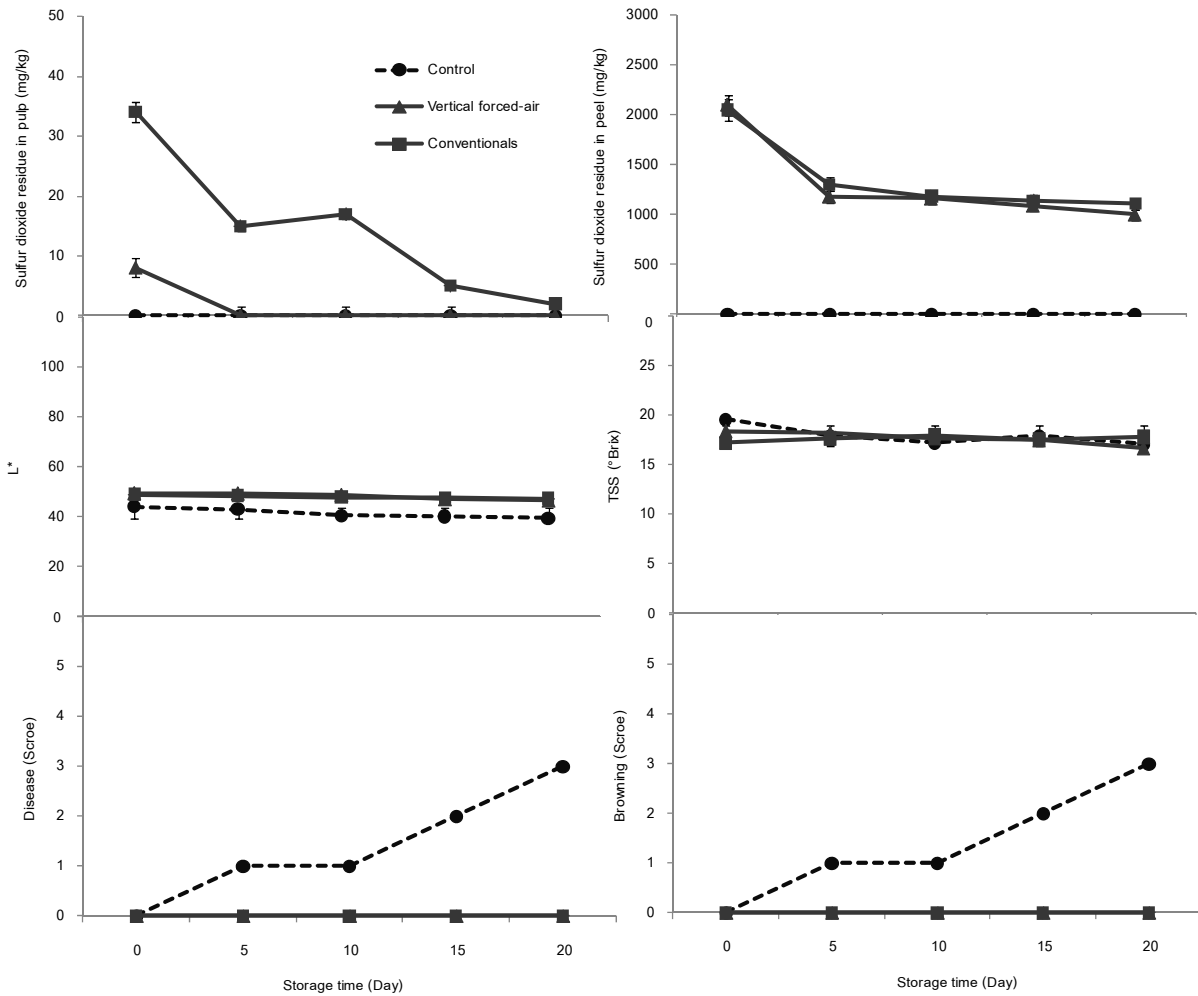 Sulfur dioxide residue in pulp (mg/kg)
50
40
30
20
10
0
Control
Vertical forced-air
Conventionals
Sulfur dioxide residue in peel (mg/kg)
3000
2500
2000
1500
1000
500
0
L*
100
80
60
40
20
0
TSS (°Brix)
25
20
15
10
5
0
Disease (Scroe)
5
4
3
2
1
0
0 5 10 15 20
Storage time (Day)
Browning (Scroe)
5
4
3
2
1
0
0 5 10 15 20
Storage time (Day)